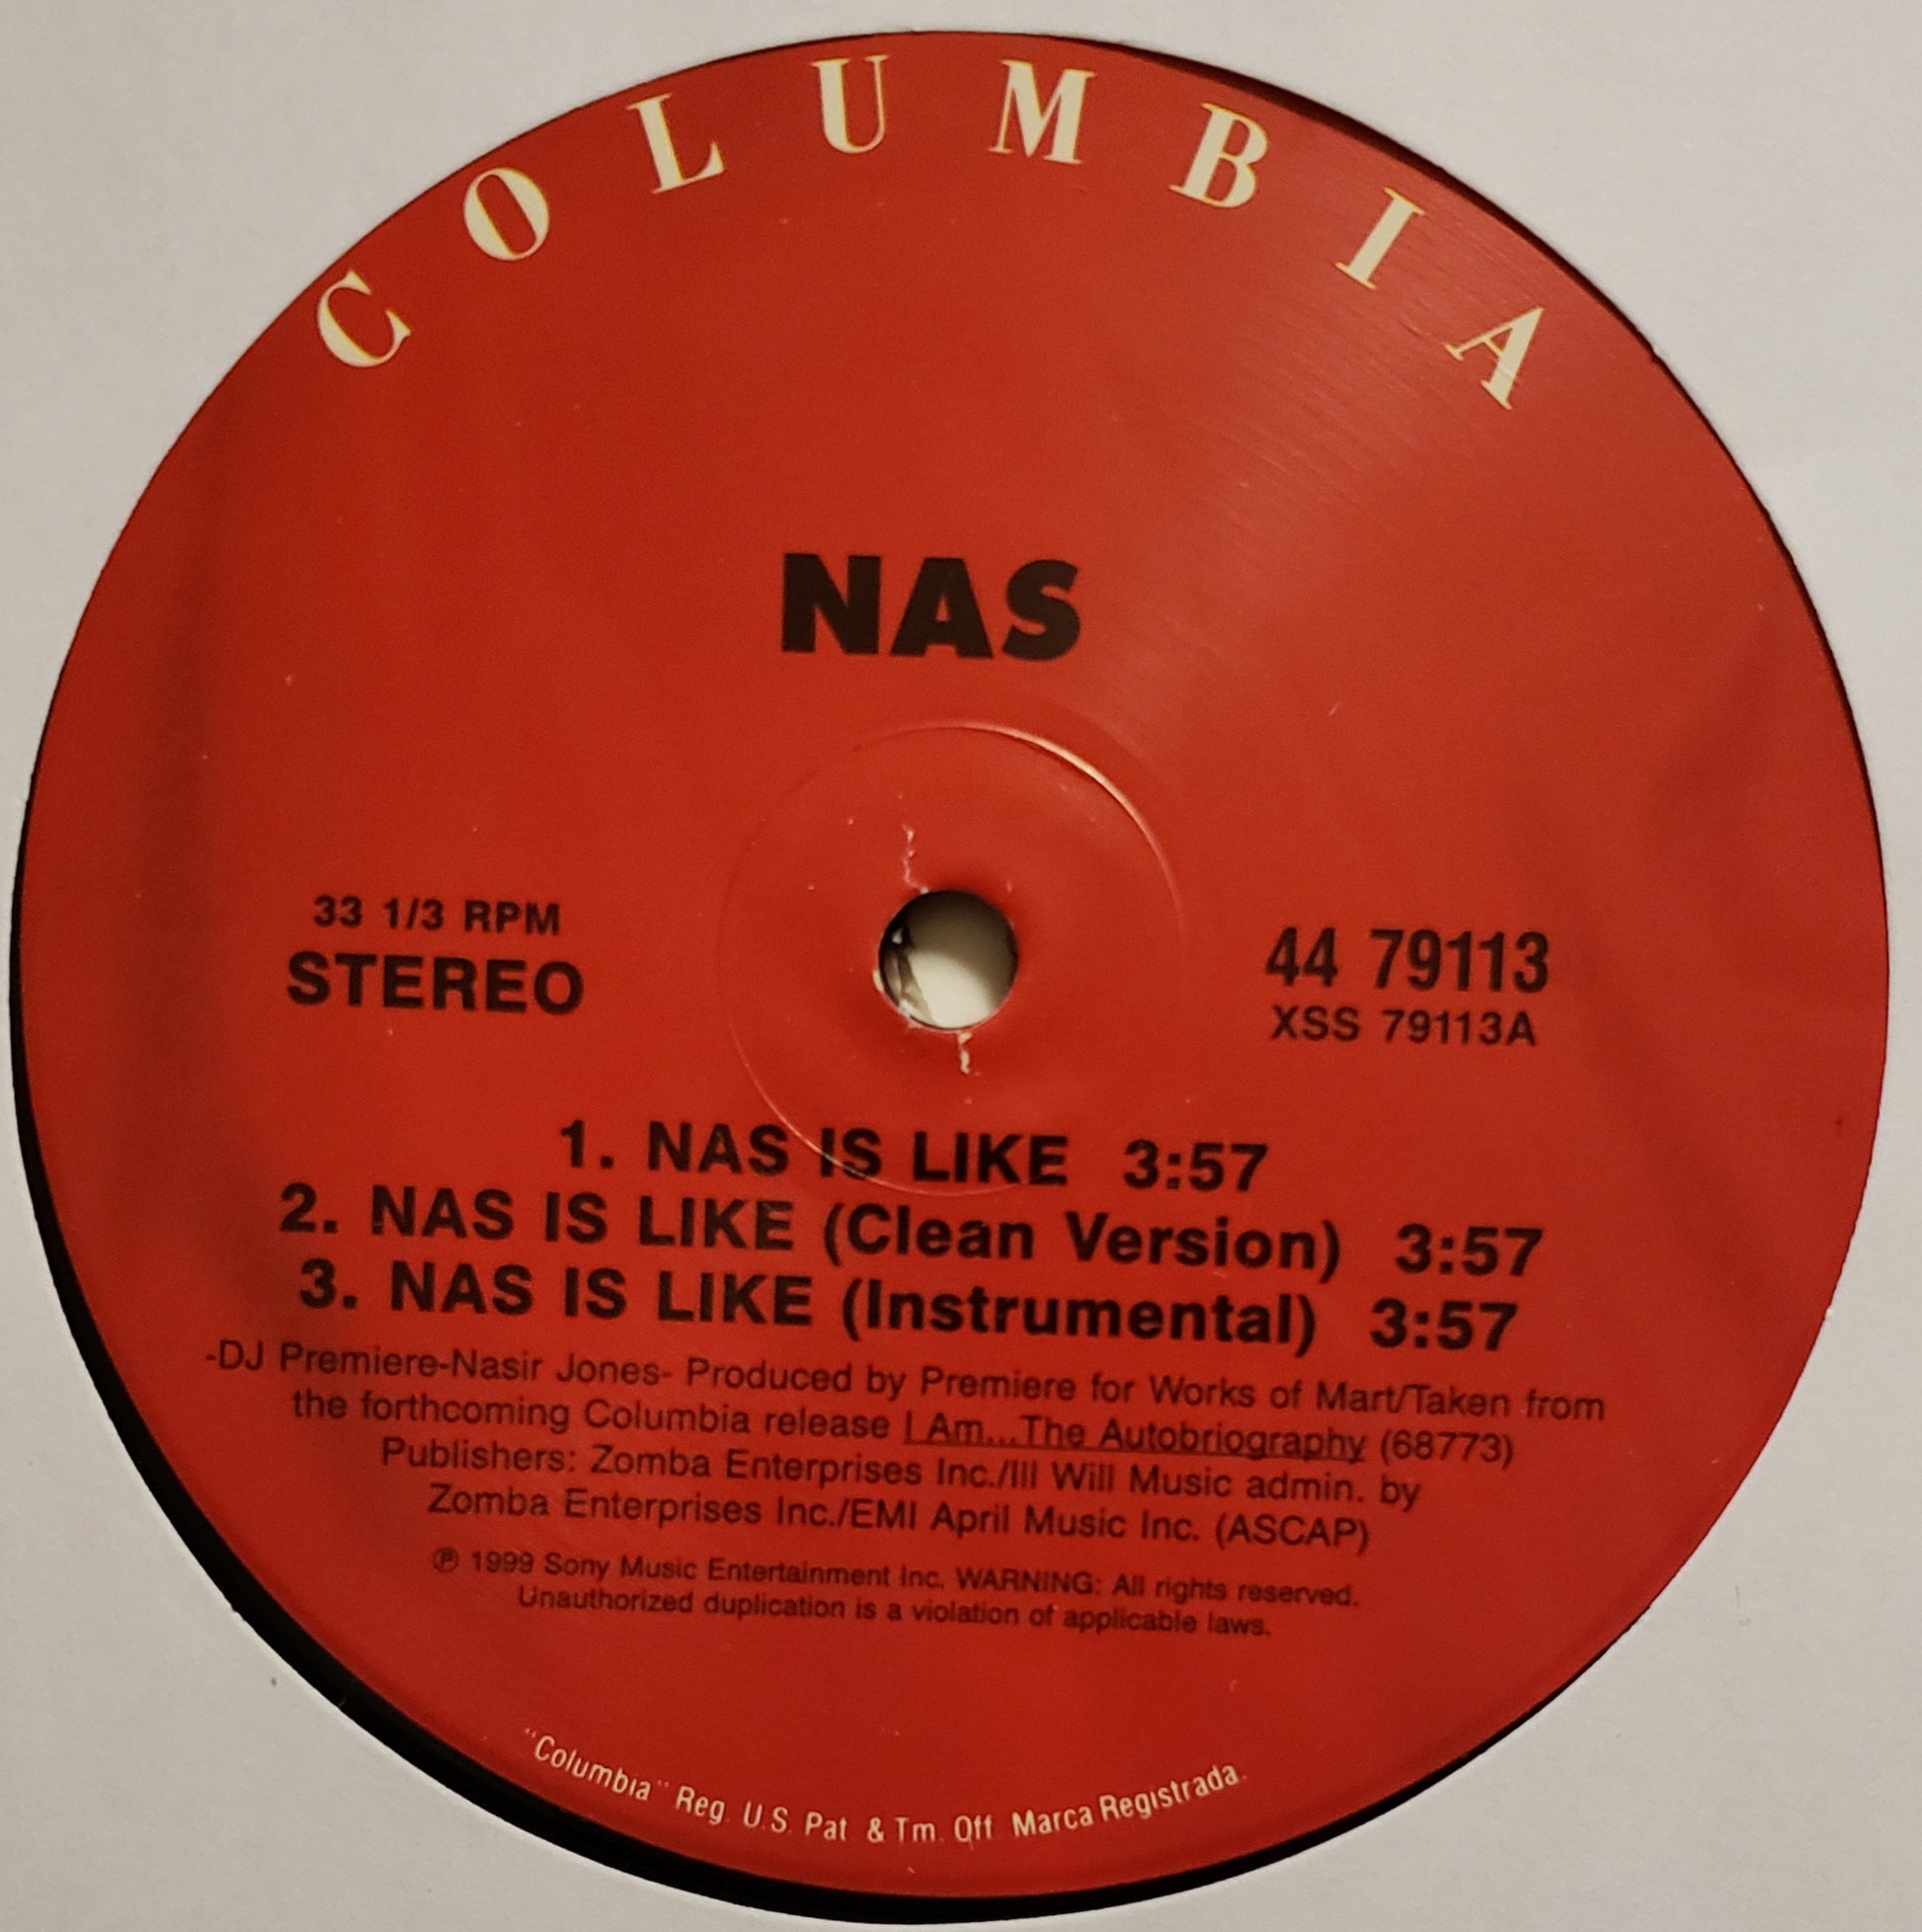 COLUMBIA
NAS
33 1/3 RPM
STEREO
44 79113
XSS 79113A
1. NAS IS LIKE 3:57
2. NAS IS LIKE (Clean Version) 3:57
3. NAS IS LIKE (Instrumental) 3:57
-DJ Premiere-Nasir Jones- Produced by Premiere for Works of Mart/Taken from
the forthcoming Columbia release I Am...The Autobriography (68773)
Publishers: Zomba Enterprises Inc./Ill Will Music admin. by
Zomba Enterprises Inc./EMI April Music Inc. (ASCAP)
℗ 1999 Sony Music Entertainment Inc. WARNING: All rights reserved.
Unauthorized duplication is a violation of applicable laws.
"Columbia" Reg. U.S. Pat & Tm. Off Marca Registrada.